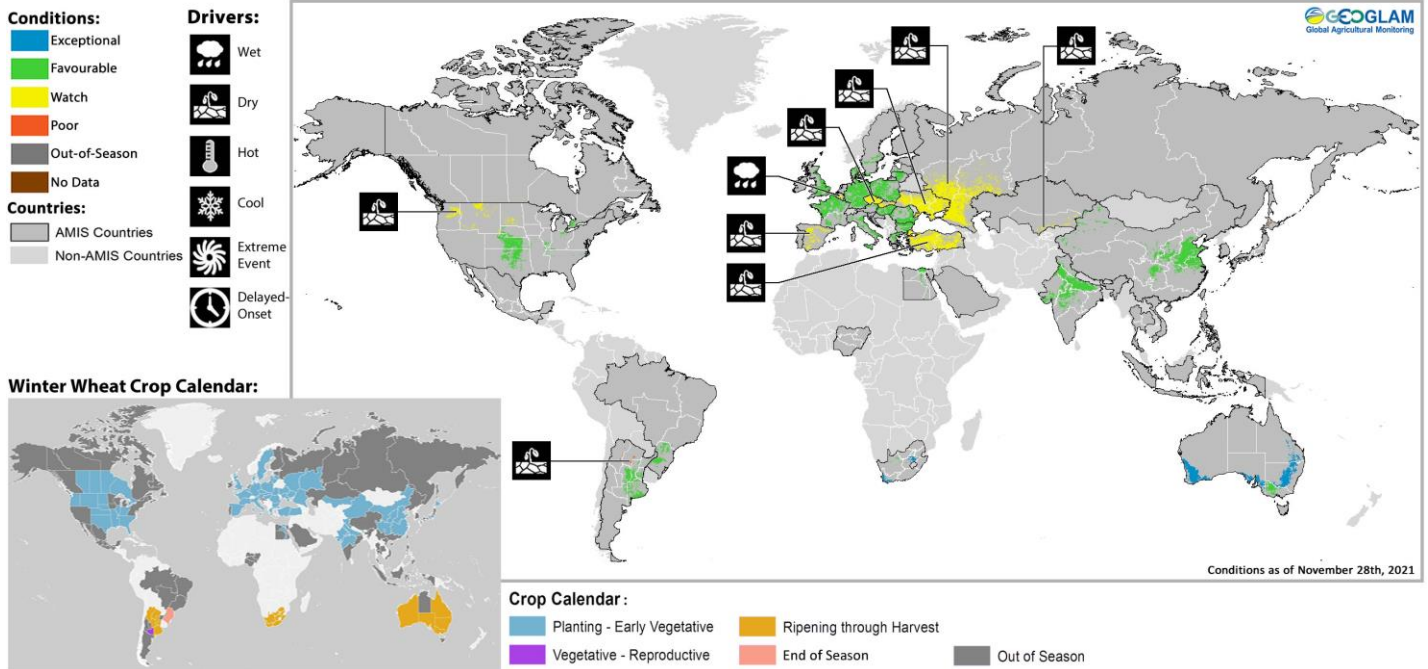 Conditions:
Exceptional
Favourable
Watch
Poor
Out-of-Season
No Data
Countries:
AMIS Countries
Non-AMIS Countries
Drivers:
Wet
Dry
Hot
Cool
Extreme
Event
Delayed-
Onset
GEOGLAM
Global Agricultural Monitoring
Winter Wheat Crop Calendar:
Conditions as of November 28th, 2021
Crop Calendar :
Planting - Early Vegetative
Ripening through Harvest
Vegetative - Reproductive
End of Season
Out of Season